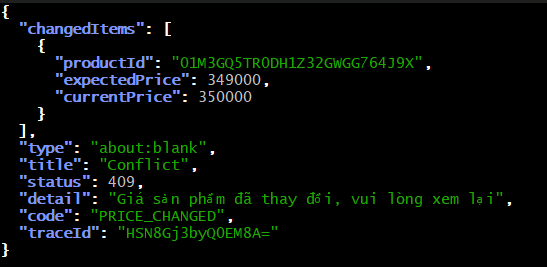 {
  "changedItems": [
    {
      "productId": "01M3GQ5TRODH1Z32GWGG764J9X",
      "expectedPrice": 349000,
      "currentPrice": 350000
    }
  ],
  "type": "about:blank",
  "title": "Conflict",
  "status": 409,
  "detail": "Giá sản phẩm đã thay đổi, vui lòng xem lại",
  "code": "PRICE_CHANGED",
  "traceId": "HSN8Gj3byQ0EM8A="
}